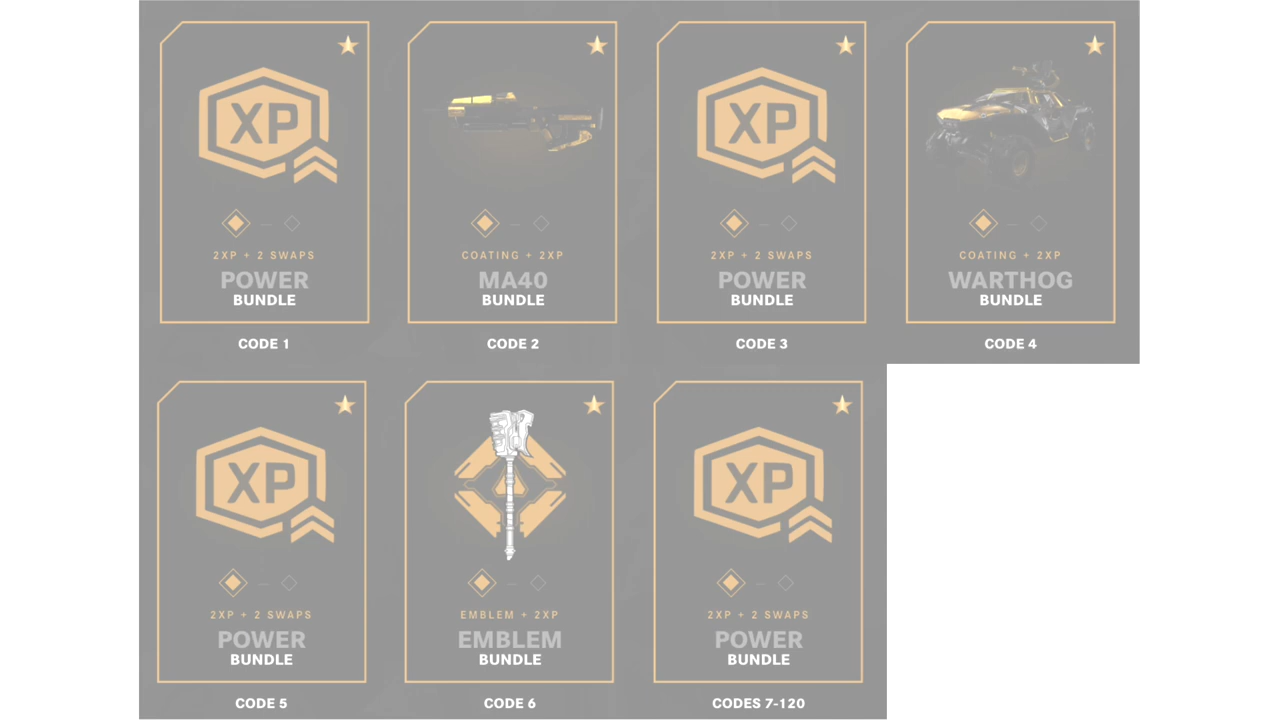 XP
2XP + 2 SWAPS
POWER
BUNDLE
CODE 1
COATING + 2XP
MA40
BUNDLE
CODE 2
XP
2XP + 2 SWAPS
POWER
BUNDLE
CODE 3
COATING + 2XP
WARTHOG
BUNDLE
CODE 4
XP
2XP + 2 SWAPS
POWER
BUNDLE
CODE 5
EMBLEM + 2XP
EMBLEM
BUNDLE
CODE 6
XP
2XP + 2 SWAPS
POWER
BUNDLE
CODES 7-120